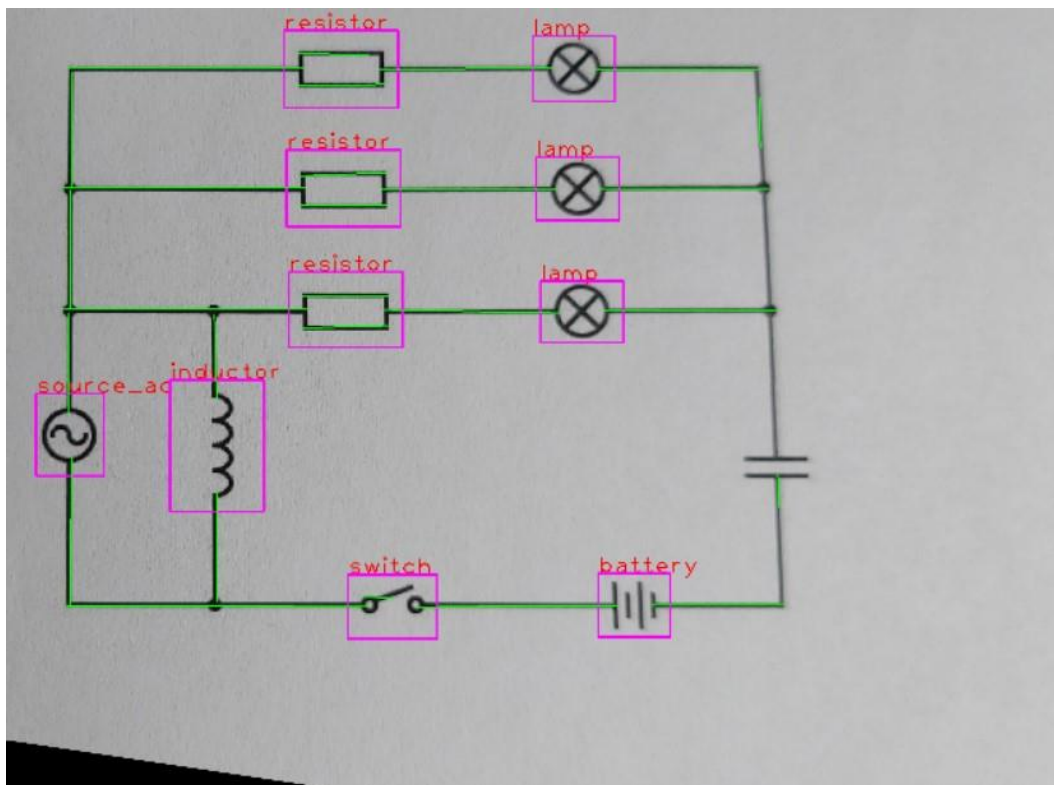 resistor
lamp
resistor
lamp
resistor
lamp
source_ac
inductor
switch
battery